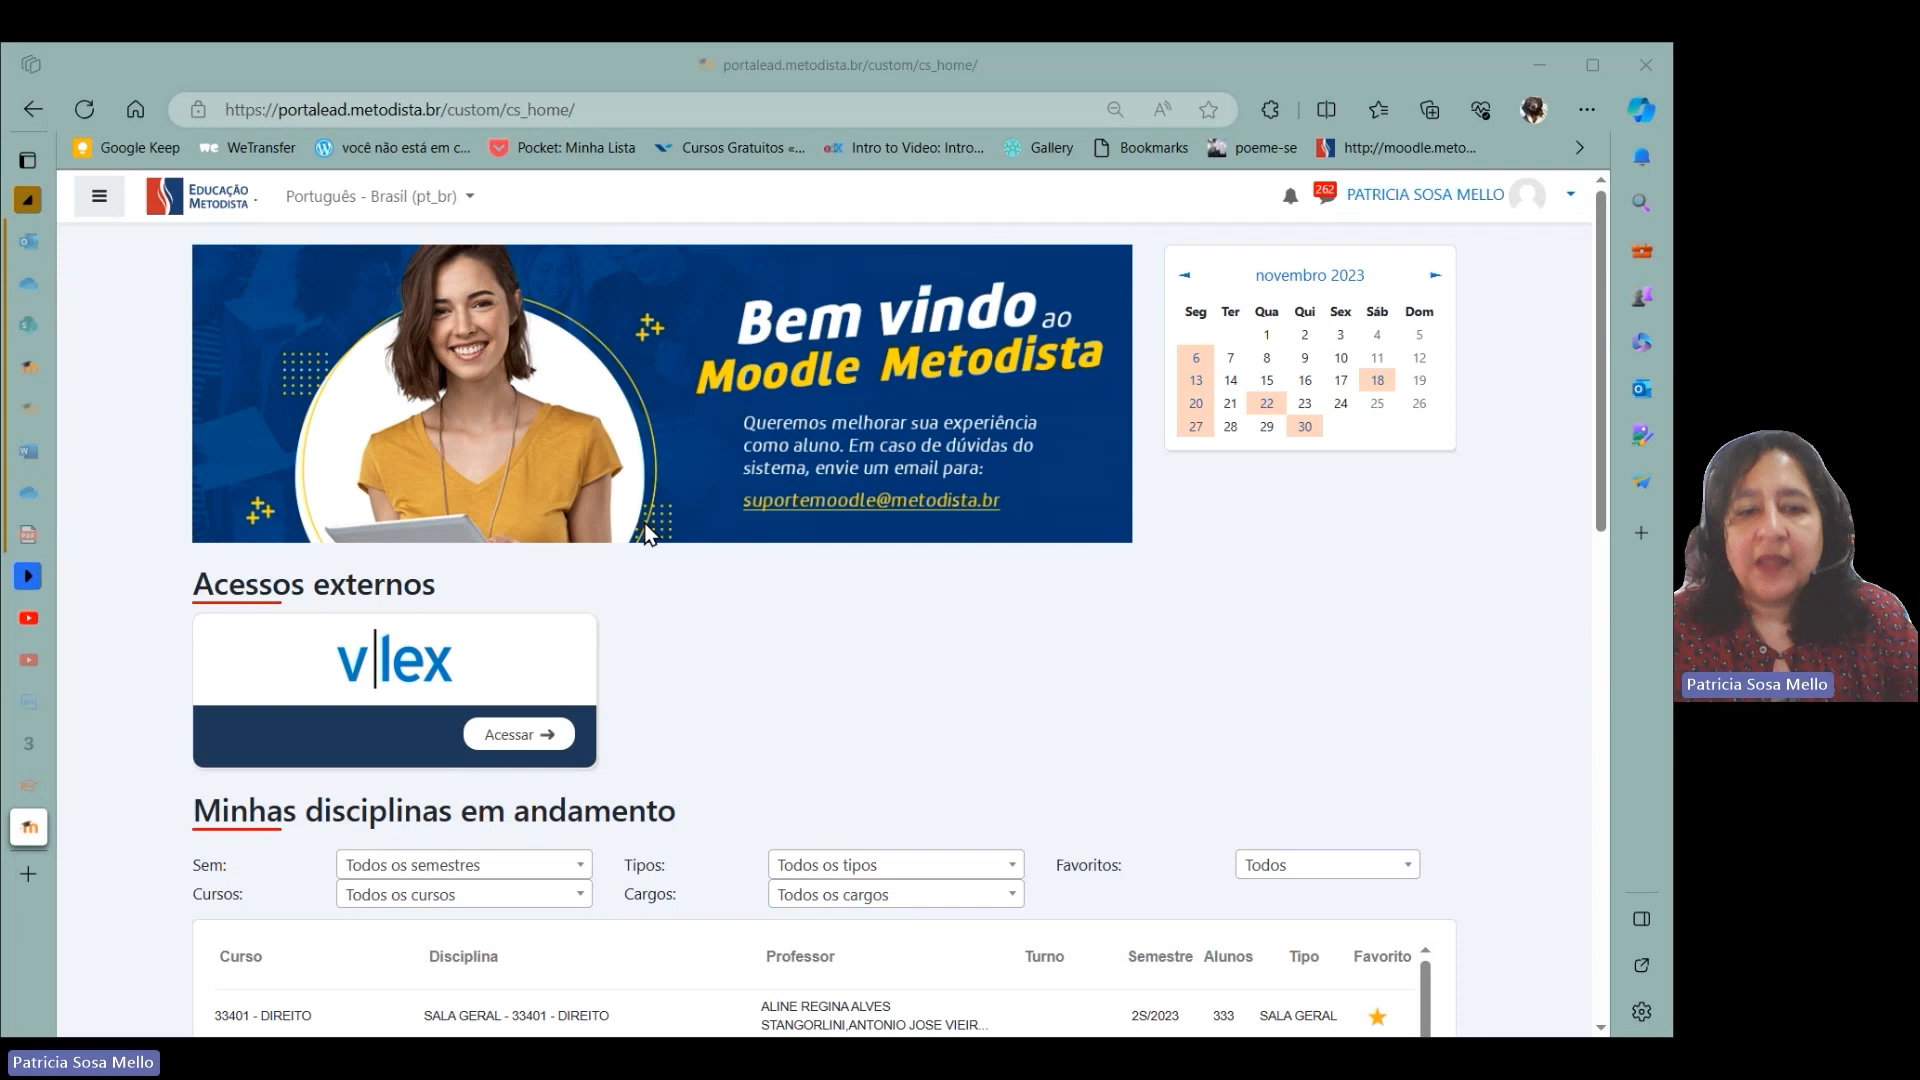 portalead.metodista.br/custom/cs_home/
https://portalead.metodista.br/custom/cs_home/
Google Keep
WeTransfer
você não está em c...
Pocket: Minha Lista
Cursos Gratuitos «...
Intro to Video: Intro...
Gallery
Bookmarks
poeme-se
http://moodle.meto...
EDUCAÇÃO
METODISTA
Português - Brasil (pt_br)
262
PATRICIA SOSA MELLO
Bem vindo ao
Moodle Metodista
Queremos melhorar sua experiência
como aluno. Em caso de dúvidas do
sistema, envie um email para:
suportemoodle@metodista.br
novembro 2023
Seg Ter Qua Qui Sex Sáb Dom
1 2 3 4 5
6 7 8 9 10 11 12
13 14 15 16 17 18 19
20 21 22 23 24 25 26
27 28 29 30
Acessos externos
v|lex
Acessar
Minhas disciplinas em andamento
Sem: Todos os semestres Tipos: Todos os tipos Favoritos: Todos
Cursos: Todos os cursos Cargos: Todos os cargos
Curso Disciplina Professor Turno Semestre Alunos Tipo Favorito
33401 - DIREITO SALA GERAL - 33401 - DIREITO ALINE REGINA ALVES
STANGORLINI,ANTONIO JOSE VIEIR... 2S/2023 333 SALA GERAL
3
Patricia Sosa Mello
Patricia Sosa Mello